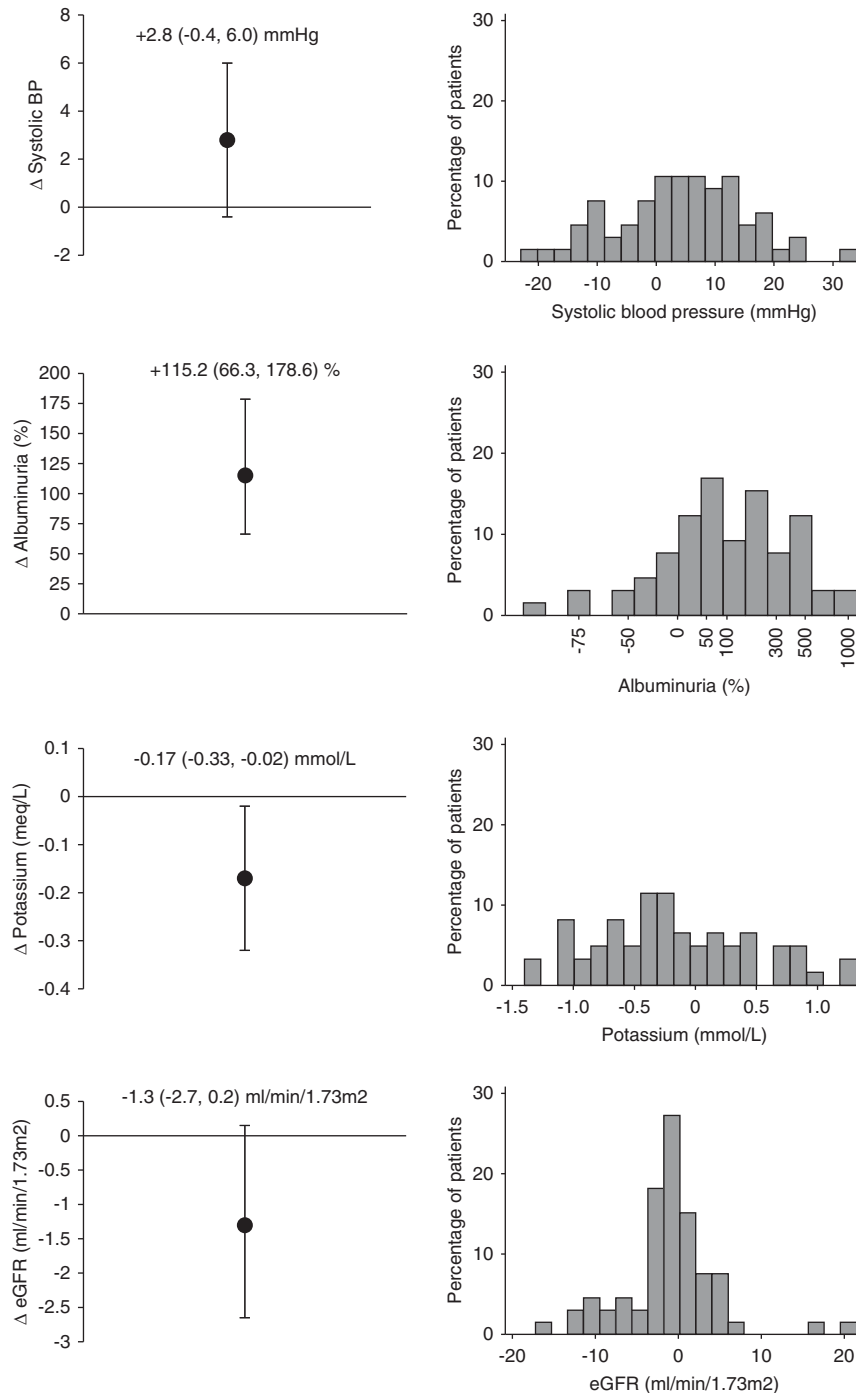 +2.8 (-0.4, 6.0) mmHg
Δ Systolic BP
8
6
4
2
0
-2
Percentage of patients
30
20
10
0
-20 -10 0 10 20 30
Systolic blood pressure (mmHg)
+115.2 (66.3, 178.6) %
Δ Albuminuria (%)
200
175
150
125
100
75
50
25
0
Percentage of patients
30
20
10
0
-75 -50 0 50 100 300 500 1000
Albuminuria (%)
-0.17 (-0.33, -0.02) mmol/L
Δ Potassium (meq/L)
0.1
0
-0.1
-0.2
-0.3
-0.4
Percentage of patients
30
20
10
0
-1.5 -1.0 -0.5 0 0.5 1.0
Potassium (mmol/L)
-1.3 (-2.7, 0.2) ml/min/1.73m2
Δ eGFR (ml/min/1.73m2)
0.5
0
-0.5
-1
-1.5
-2
-2.5
-3
Percentage of patients
30
20
10
0
-20 -10 0 10 20
eGFR (ml/min/1.73m2)